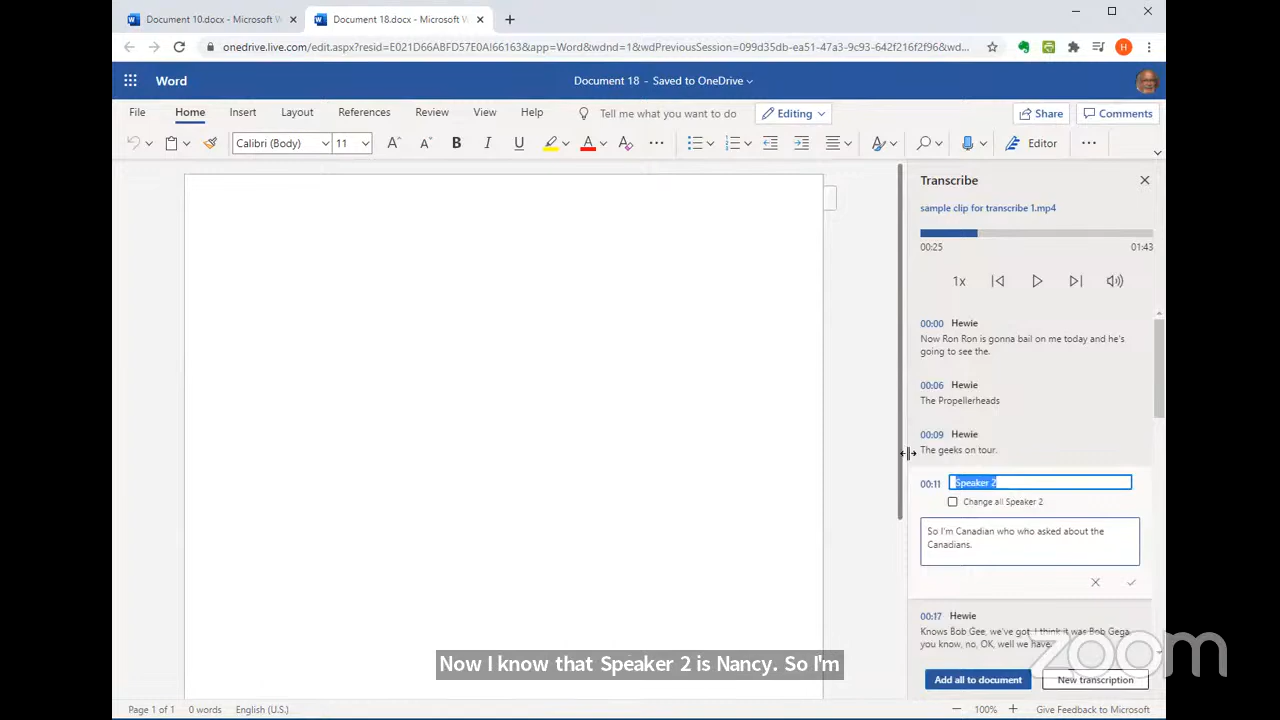 Document 10.docx - Microsoft W
Document 18.docx - Microsoft W
onedrive.live.com/edit.aspx?resid=E021D66ABFD57E0A!66163&app=Word&wdnd=1&wdPreviousSession=099d35db-ea51-47a3-9c93-642f216f2f96&wd...
H
Word
Document 18 - Saved to OneDrive
File Home Insert Layout References Review View Help Tell me what you want to do Editing Share Comments
Calibri (Body) 11 A A B I U A A Editor
Transcribe
sample clip for transcribe 1.mp4
00:25 01:43
1x
00:00 Hewie
Now Ron Ron is gonna bail on me today and he's
going to see the.
00:06 Hewie
The Propellerheads
00:09 Hewie
The geeks on tour.
00:11 Speaker 2
Change all Speaker 2
So I'm Canadian who who asked about the
Canadians.
00:17 Hewie
Knows Bob Gee, we've got I think it was Bob Gega,
you know, no, OK, well we have
zoom
Now I know that Speaker 2 is Nancy. So I'm
Add all to document New transcription
Page 1 of 1 0 words English (U.S.) 100% Give Feedback to Microsoft